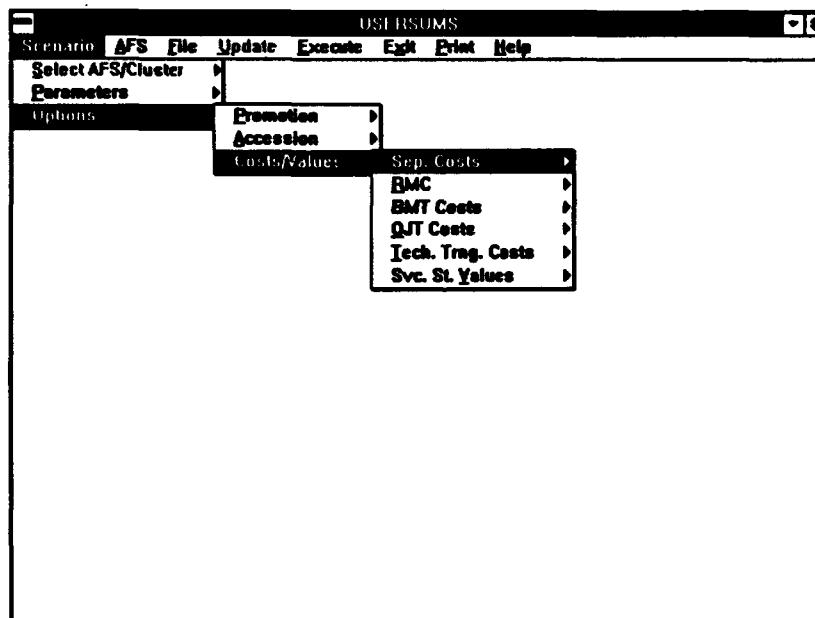 USERSUMS
Scenario AFS File Update Execute Exit Print Help
Select AFS/Cluster
Parameters
Options
Promotion
Accession
Costs/Values
Sep. Costs
RMC
BMT Costs
OJT Costs
Tech. Trng. Costs
Svc. St. Values